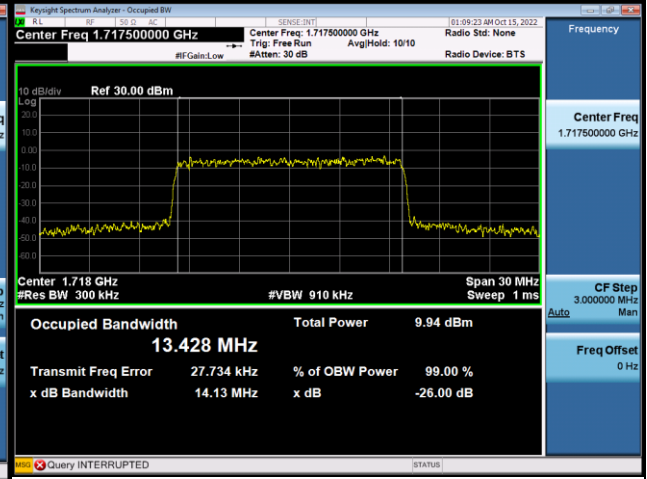 Keysight Spectrum Analyzer - Occupied BW
RL RF 50 Ω AC SENSE:INT 01:09:23 AM Oct 15, 2022
Center Freq 1.717500000 GHz
Center Freq: 1.717500000 GHz
Radio Std: None
Trig: Free Run Avg|Hold: 10/10
#IFGain:Low
#Atten: 30 dB
Radio Device: BTS
Frequency
10 dB/div Ref 30.00 dBm
Log
20.0
10.0
0.00
-10.0
-20.0
-30.0
-40.0
-50.0
-60.0
Center Freq
1.717500000 GHz
Center 1.718 GHz Span 30 MHz
#Res BW 300 kHz #VBW 910 kHz Sweep 1 ms
CF Step
3.000000 MHz
Auto Man
Occupied Bandwidth Total Power 9.94 dBm
13.428 MHz
Transmit Freq Error 27.734 kHz % of OBW Power 99.00 %
x dB Bandwidth 14.13 MHz x dB -26.00 dB
Freq Offset
0 Hz
MSG Query INTERRUPTED STATUS